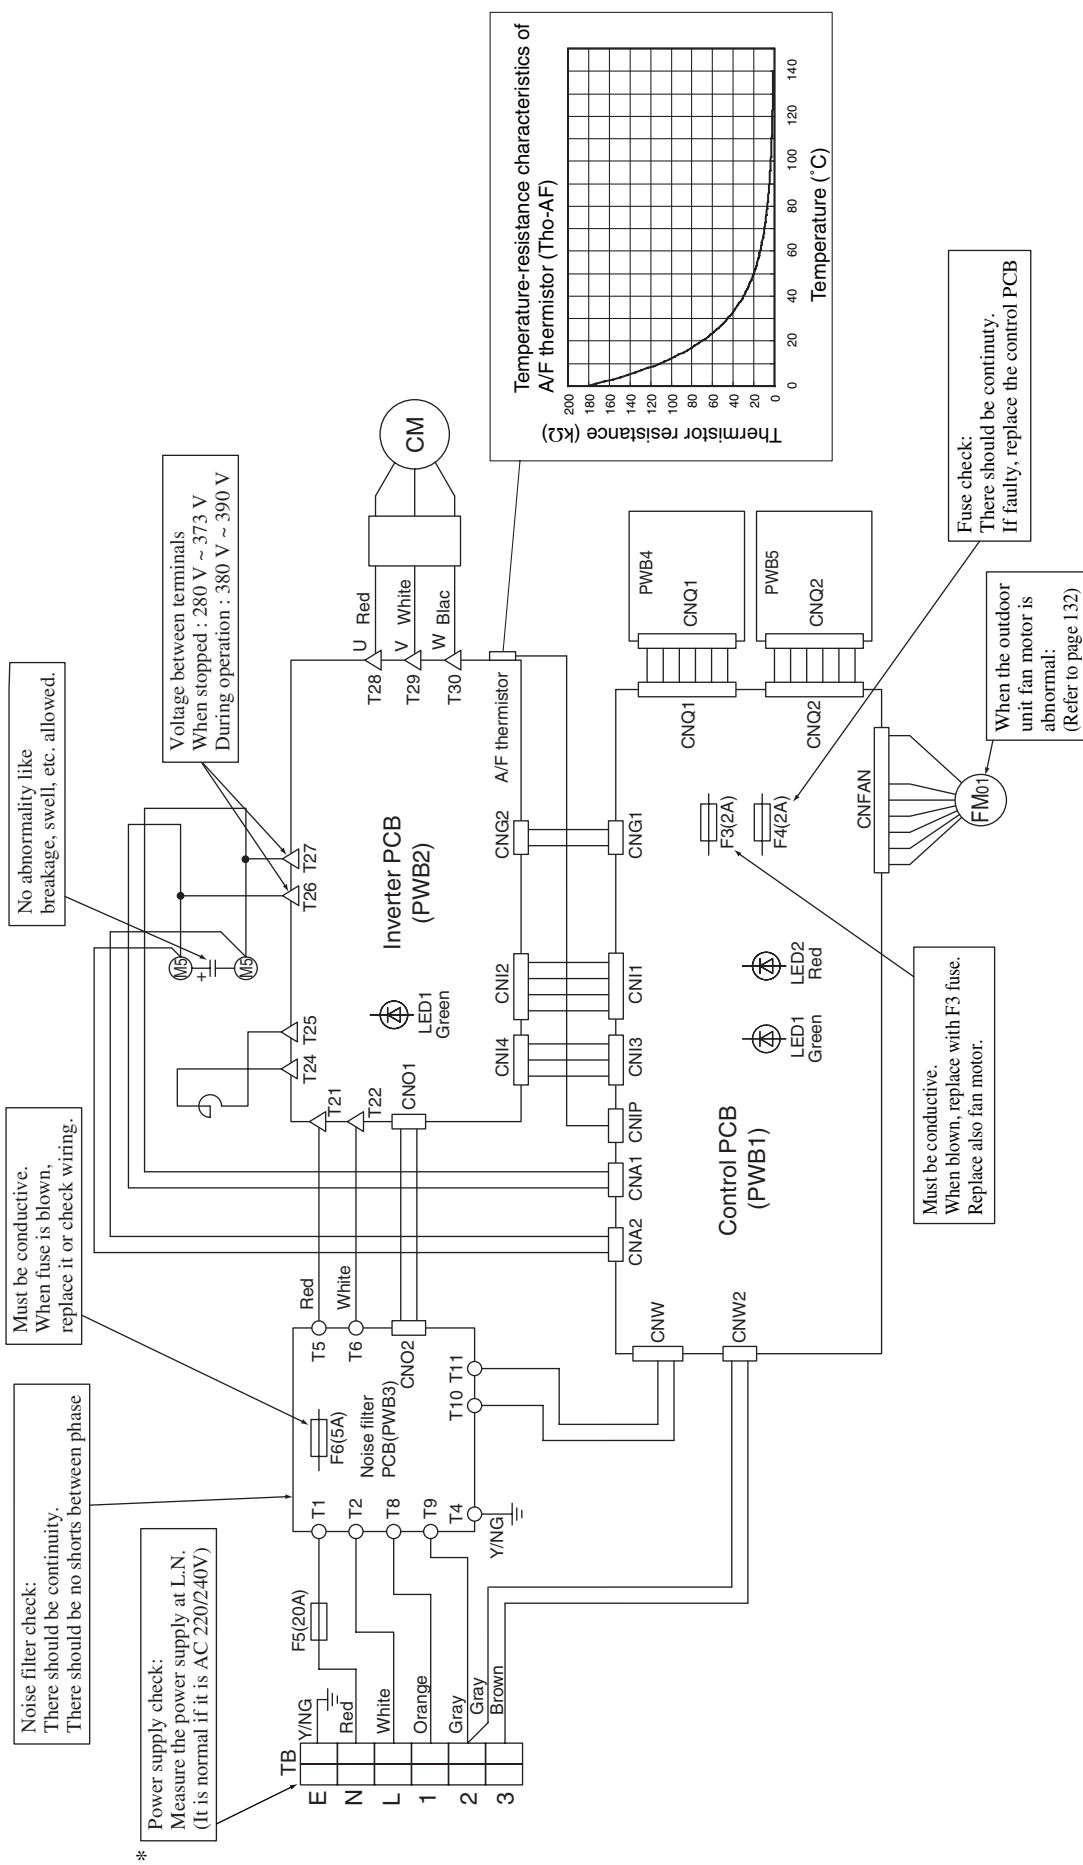 *
Power supply check:
Measure the power supply at L.N.
(It is normal if it is AC 220/240V)
Noise filter check:
There should be continuity.
There should be no shorts between phase
Must be conductive.
When fuse is blown,
replace it or check wiring.
No abnormality like
breakage, swell, etc. allowed.
Voltage between terminals
When stopped : 280 V ~ 373 V
During operation : 380 V ~ 390 V
TB
E
N
L
1
2
3
Y/NG
Red
White
Orange
Gray
Gray
Brown
F5(20A)
T1
T2
T8
T9
T4
Y/NG
F6(5A)
Noise filter
PCB(PWB3)
T5
T6
CNO2
T10
T11
Red
White
T21
T22
CNO1
T24
T25
T26
T27
M5
+
M5
LED1
Green
Inverter PCB
(PWB2)
CNI4
CNI2
CNG2
A/F thermistor
T28
T29
T30
U
V
W
Red
White
Blac
CM
Temperature-resistance characteristics of
A/F thermistor (Tho-AF)
Thermistor resistance (kΩ)
200
180
160
140
120
100
80
60
40
20
0
0
20
40
60
80
100
120
140
Temperature (˚C)
CNW
CNW2
CNA2
CNA1
CNIP
CNI3
CNI1
CNG1
Control PCB
(PWB1)
LED1
Green
LED2
Red
F3(2A)
F4(2A)
CNQ1
CNQ2
CNQ1
CNQ2
PWB4
PWB5
CNFAN
FM01
Must be conductive.
When blown, replace with F3 fuse.
Replace also fan motor.
When the outdoor
unit fan motor is
abnormal:
(Refer to page 132)
Fuse check:
There should be continuty.
If faulty, replace the control PCB